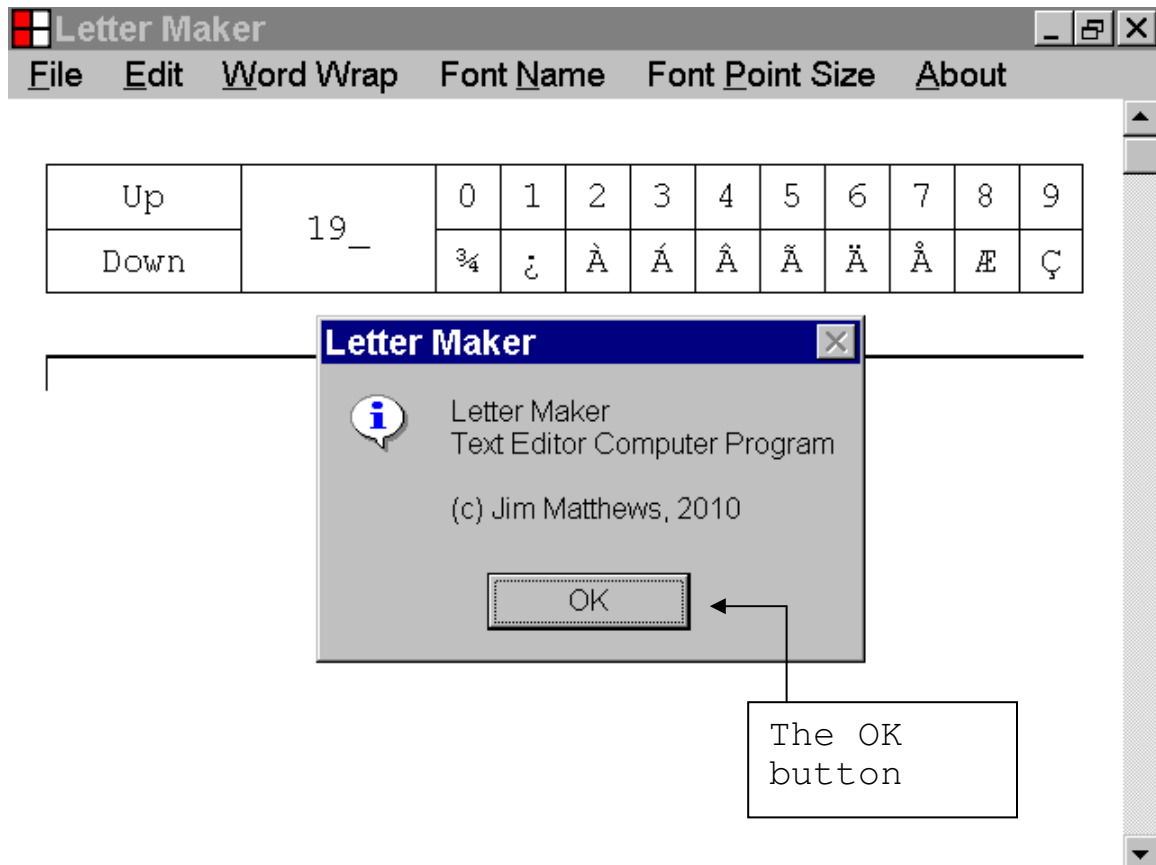 Letter Maker
File Edit Word Wrap Font Name Font Point Size About
Up 19_ 0 1 2 3 4 5 6 7 8 9
Down ¾ ¿ À Á Â Ã Ä Å Æ Ç
Letter Maker
Letter Maker
Text Editor Computer Program
(c) Jim Matthews, 2010
OK
The OK
button